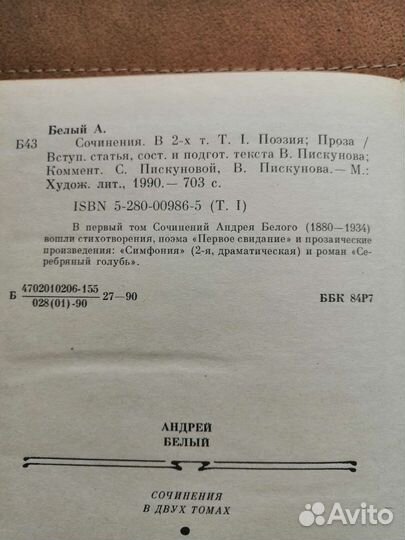 Белый А.
Б43 Сочинения. В 2-х т. Т. I. Поэзия; Проза /
Вступ. статья, сост. и подгот. текста В. Пискунова;
Коммент. С. Пискуновой, В. Пискунова.— М.:
Худож. лит., 1990.— 703 с.
ISBN 5-280-00986-5 (Т. I)
В первый том Сочинений Андрея Белого (1880—1934)
вошли стихотворения, поэма «Первое свидание» и прозаические
произведения: «Симфония» (2-я, драматическая) и роман «Се-
ребряный голубь».
Б 4702010206-155 27—90 ББК 84Р7
028(01)-90
АНДРЕЙ
БЕЛЫЙ
СОЧИНЕНИЯ
В ДВУХ ТОМАХ
Avito